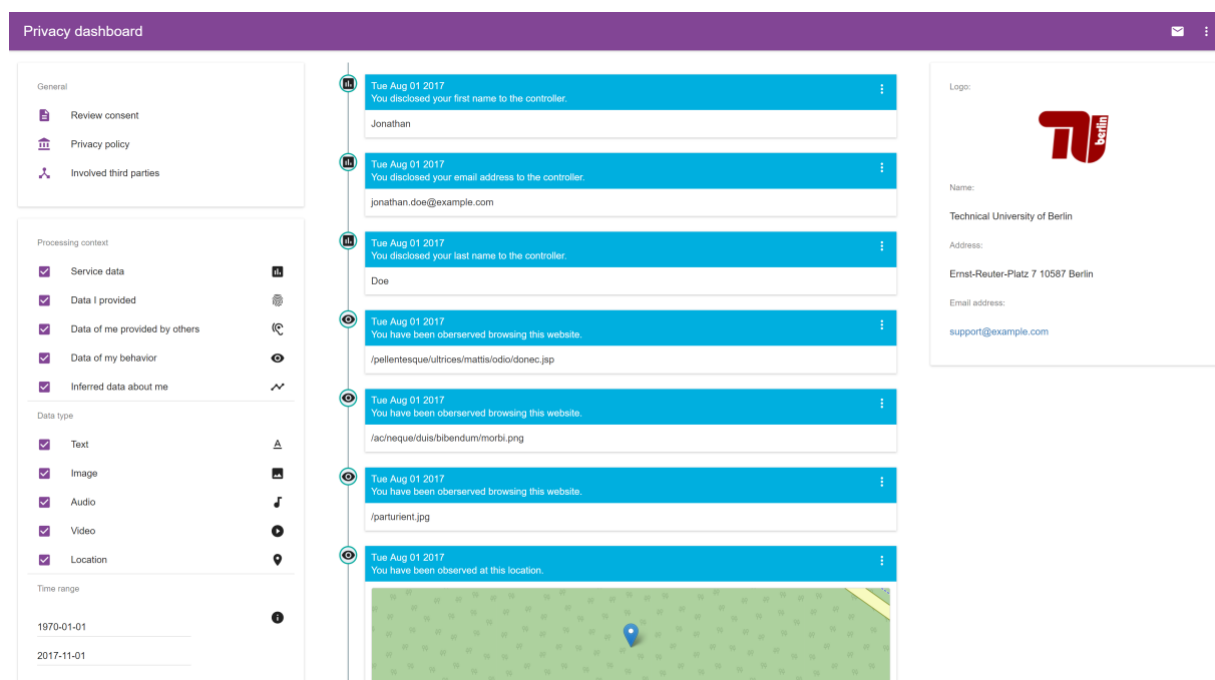 Privacy dashboard
General
Review consent
Privacy policy
Involved third parties
Processing context
Service data
Data I provided
Data of me provided by others
Data of my behavior
Inferred data about me
Data type
Text
Image
Audio
Video
Location
Time range
1970-01-01
2017-11-01
Tue Aug 01 2017
You disclosed your first name to the controller.
Jonathan
Tue Aug 01 2017
You disclosed your email address to the controller.
jonathan.doe@example.com
Tue Aug 01 2017
You disclosed your last name to the controller.
Doe
Tue Aug 01 2017
You have been oberserved browsing this website.
/pellentesque/ultrices/mattis/odio/donec.jsp
Tue Aug 01 2017
You have been oberserved browsing this website.
/ac/neque/duis/bibendum/morbi.png
Tue Aug 01 2017
You have been oberserved browsing this website.
/parturient.jpg
Tue Aug 01 2017
You have been observed at this location.
Logo:
berlin
Name:
Technical University of Berlin
Address:
Ernst-Reuter-Platz 7 10587 Berlin
Email address:
support@example.com